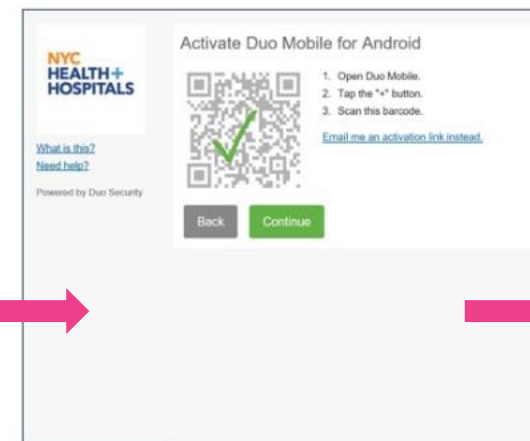 NYC
HEALTH+
HOSPITALS
What is this?
Need help?
Powered by Duo Security
Activate Duo Mobile for Android
1. Open Duo Mobile.
2. Tap the "+" button.
3. Scan this barcode.
Email me an activation link instead.
Back
Continue